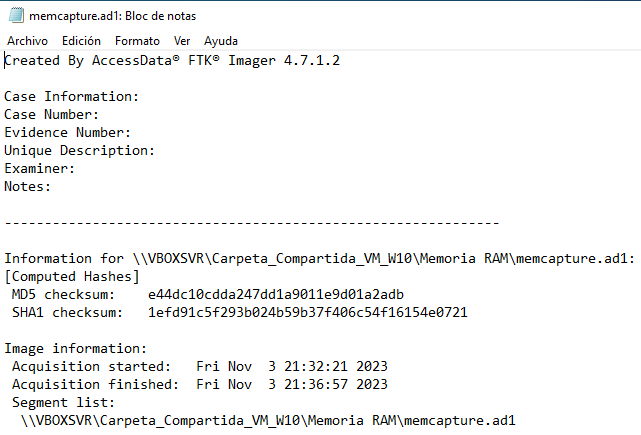 memcapture.ad1: Bloc de notas
Archivo Edición Formato Ver Ayuda
Created By AccessData® FTK® Imager 4.7.1.2
Case Information:
Case Number:
Evidence Number:
Unique Description:
Examiner:
Notes:
--------------------------------------------------------------
Information for \\VBOXSVR\Carpeta_Compartida_VM_W10\Memoria RAM\memcapture.ad1:
[Computed Hashes]
MD5 checksum: e44dc10cdda247dd1a9011e9d01a2adb
SHA1 checksum: 1efd91c5f293b024b59b37f406c54f16154e0721
Image information:
Acquisition started: Fri Nov 3 21:32:21 2023
Acquisition finished: Fri Nov 3 21:36:57 2023
Segment list:
\\VBOXSVR\Carpeta_Compartida_VM_W10\Memoria RAM\memcapture.ad1